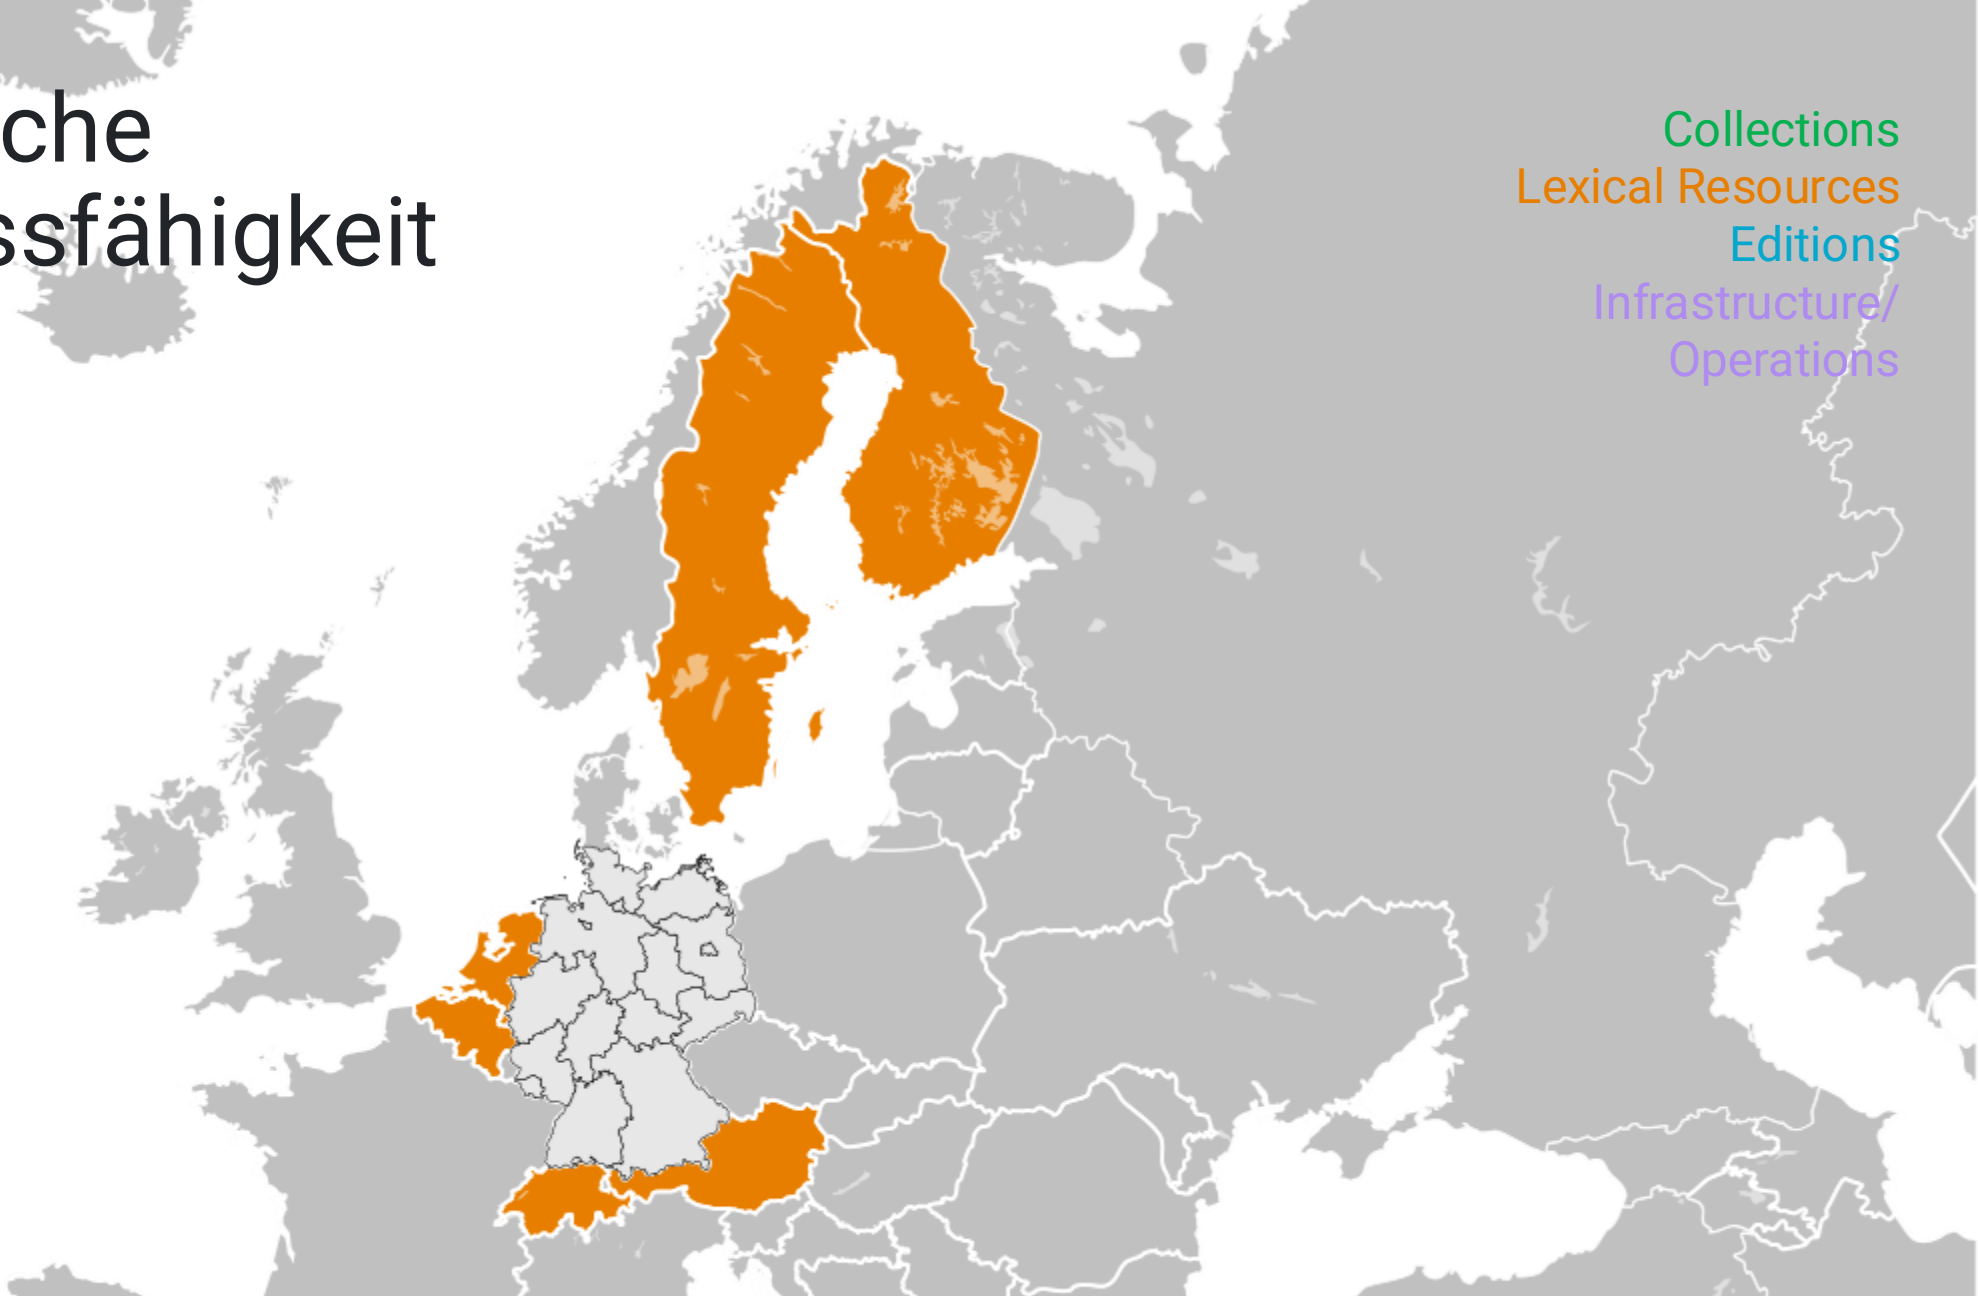 che
ssfähigkeit
Collections
Lexical Resources
Editions
Infrastructure/
Operations